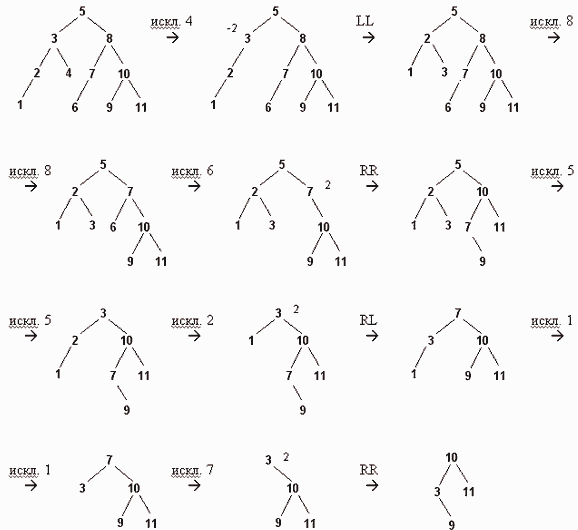 5 искл. 4 5 LL 5 искл. 8
3 8 → -2 3 8 → 2 8 →
2 4 7 10 2 7 10 1 3 7 10
1 6 9 11 1 6 9 11 6 9 11
искл. 8 5 искл. 6 5 RR 5 искл. 5
→ 2 7 → 2 7 2 → 2 10 →
1 3 6 10 1 3 10 1 3 7 11
9 11 9 11 9
искл. 5 3 искл. 2 3 2 RL 7 искл. 1
→ 2 10 → 1 10 → 3 10 →
1 7 11 7 11 1 9 11
9 9
искл. 1 7 искл. 7 3 2 RR 10
→ 3 10 → 10 → 3 11
9 11 9 11 9